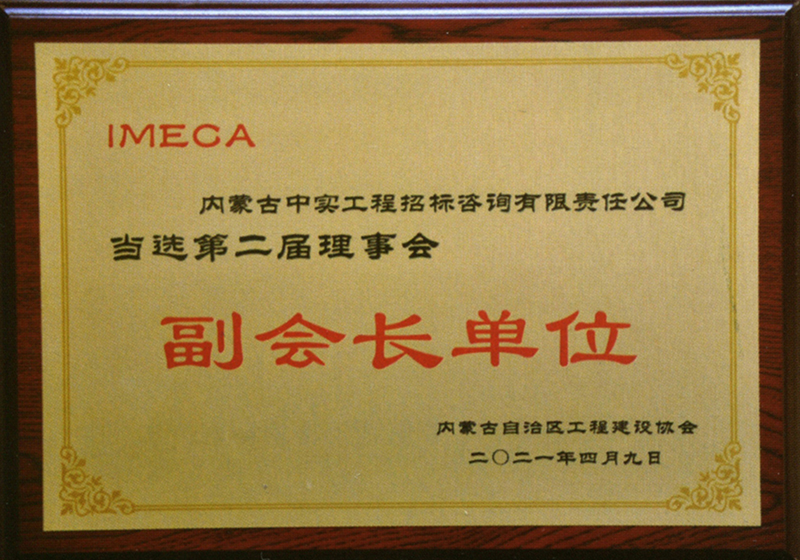 IMECA
内蒙古中实工程招标咨询有限责任公司
当选第二届理事会
副会长单位
内蒙古自治区工程建设协会
二〇二一年四月九日